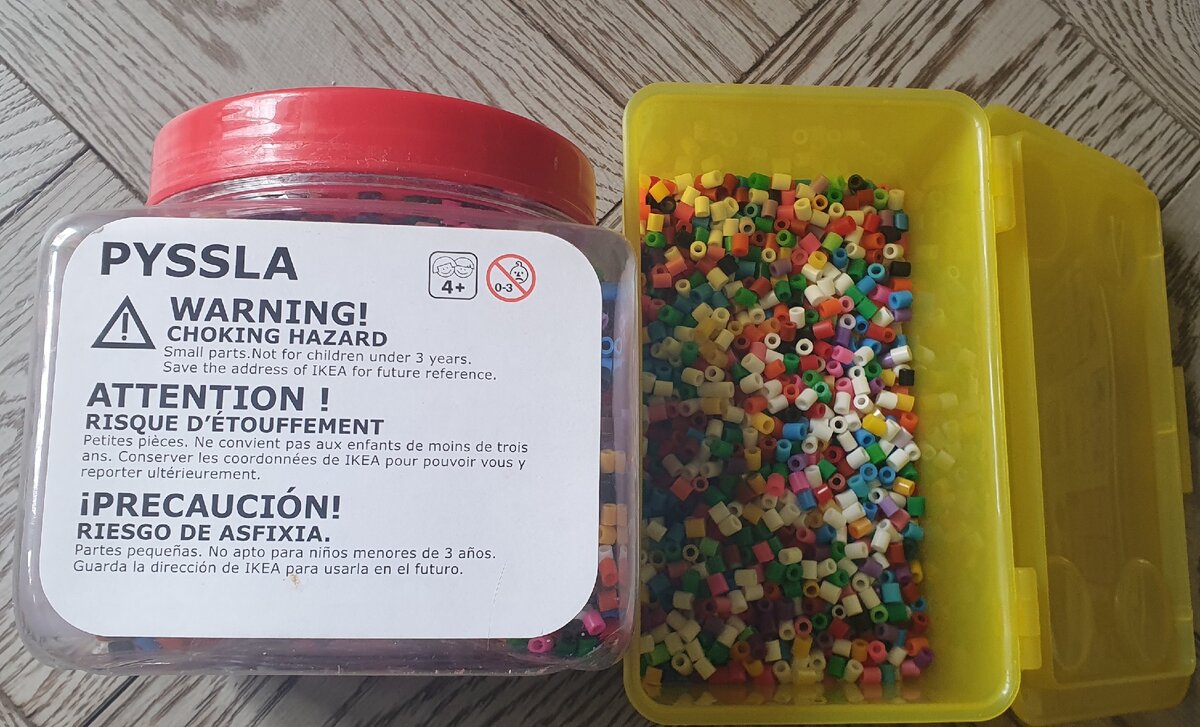 PYSSLA
4+
0-3
WARNING!
CHOKING HAZARD
Small parts.Not for children under 3 years.
Save the address of IKEA for future reference.
ATTENTION !
RISQUE D'ÉTOUFFEMENT
Petites pièces. Ne convient pas aux enfants de moins de trois
ans. Conserver les coordonnées de IKEA pour pouvoir vous y
reporter ultérieurement.
¡PRECAUCIÓN!
RIESGO DE ASFIXIA.
Partes pequeñas. No apto para niños menores de 3 años.
Guarda la dirección de IKEA para usarla en el futuro.